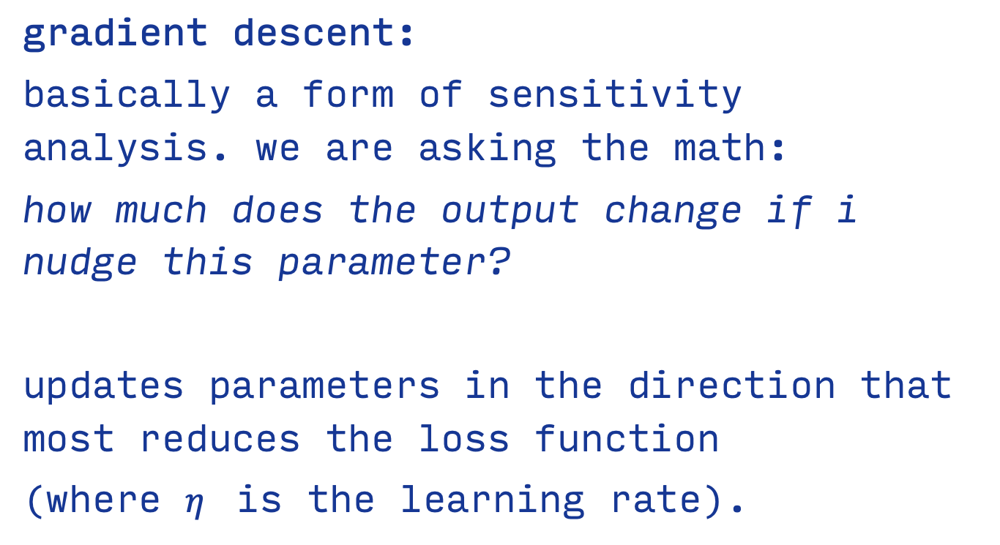 gradient descent:
basically a form of sensitivity
analysis. we are asking the math:
how much does the output change if i
nudge this parameter?
updates parameters in the direction that
most reduces the loss function
(where η is the learning rate).